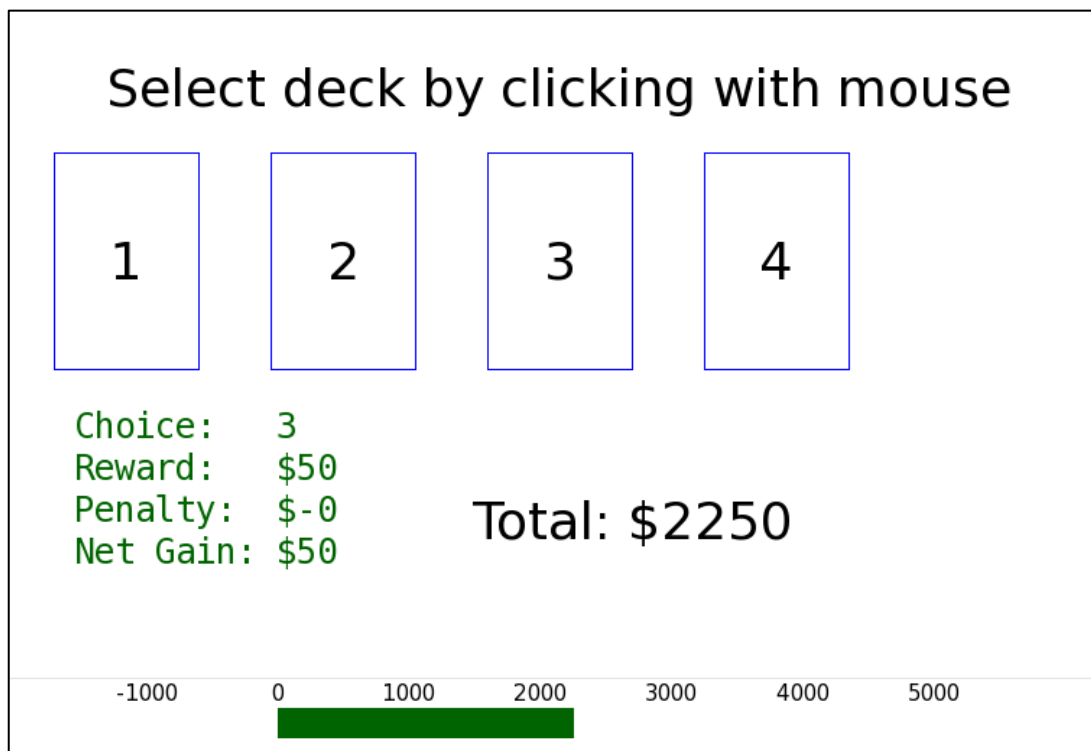 Select deck by clicking with mouse
1 2 3 4
Choice: 3
Reward: $50
Penalty: $-0
Net Gain: $50
Total: $2250
-1000 0 1000 2000 3000 4000 5000